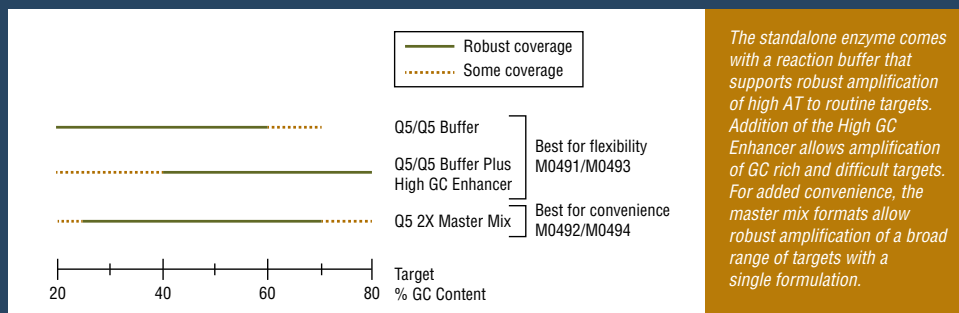 Robust coverage
Some coverage
Q5/Q5 Buffer
Q5/Q5 Buffer Plus
High GC Enhancer
Best for flexibility
M0491/M0493
Q5 2X Master Mix
Best for convenience
M0492/M0494
20
40
60
80
Target
% GC Content
The standalone enzyme comes
with a reaction buffer that
supports robust amplification
of high AT to routine targets.
Addition of the High GC
Enhancer allows amplification
of GC rich and difficult targets.
For added convenience, the
master mix formats allow
robust amplification of a broad
range of targets with a
single formulation.